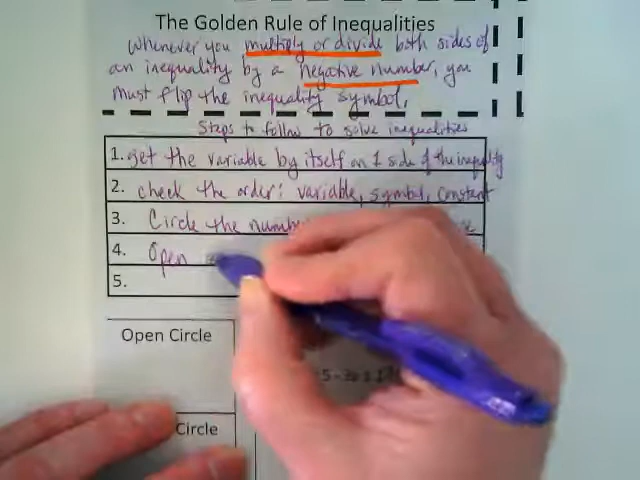 The Golden Rule of Inequalities
Whenever you multiply or divide both sides of
an inequality by a negative number, you
must flip the inequality symbol.
Steps to follow to solve inequalities
1. get the variable by itself on 1 side of the inequality
2. check the order: variable, symbol, constant
3. Circle the number
4. Open
5.
Open Circle
Circle